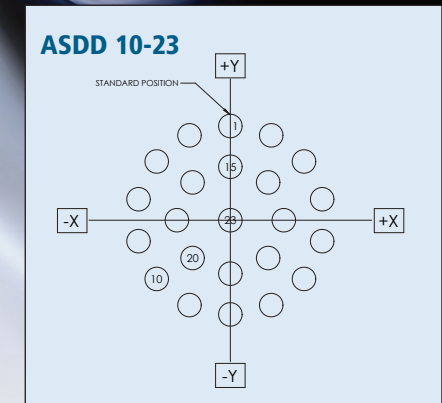 ASDD 10-23
+Y
STANDARD POSITION
1
15
-X
23
+X
20
10
-Y